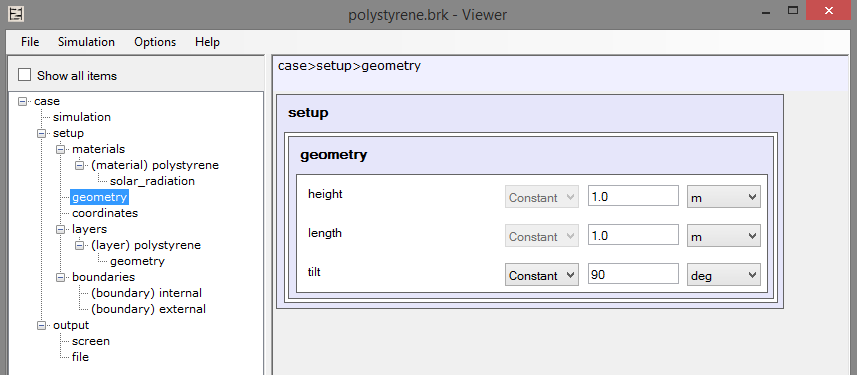 polystyrene.brk - Viewer
File Simulation Options Help
Show all items
case
simulation
setup
materials
(material) polystyrene
solar_radiation
geometry
coordinates
layers
(layer) polystyrene
geometry
boundaries
(boundary) internal
(boundary) external
output
screen
file
case>setup>geometry
setup
geometry
height Constant 1.0 m
length Constant 1.0 m
tilt Constant 90 deg